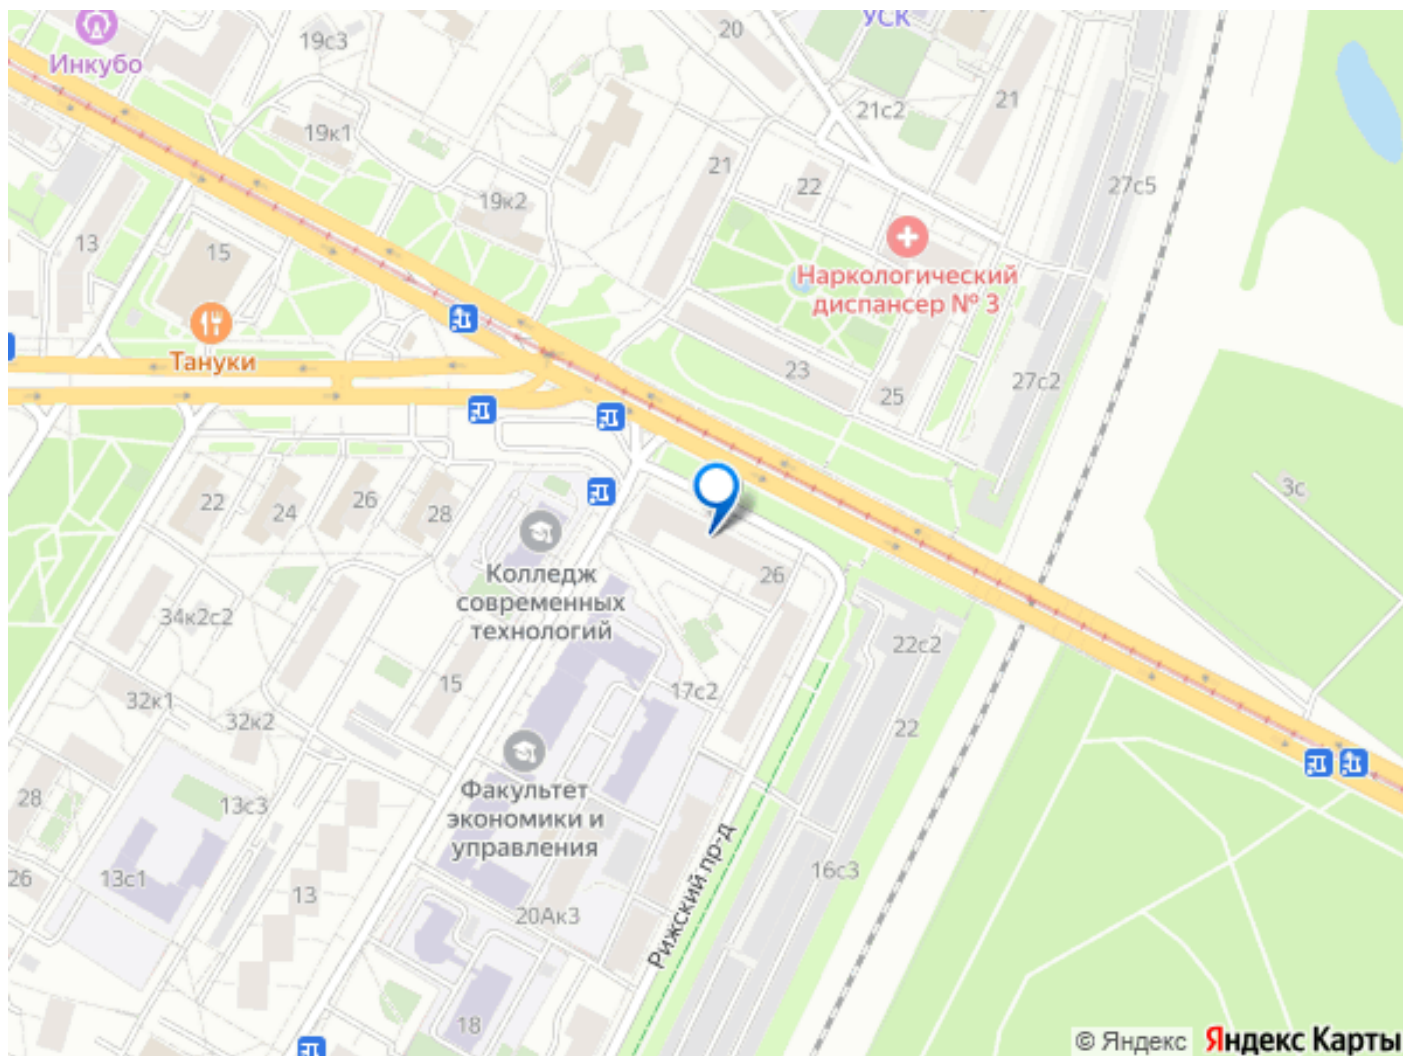 УСК
Инкубо
19с3
20
21с2
21
19к1
21
22
27с5
19к2
13
15
Наркологический
диспансер № 3
Тануки
23
25
27с2
3с
22
24
26
28
Колледж
современных
технологий
26
34к2с2
22с2
17с2
15
32к1
32к2
22
Факультет
экономики и
управления
28
13с3
26
13с1
13
16с3
20Ак3
Рижский пр-д
18
© Яндекс Яндекс Карты